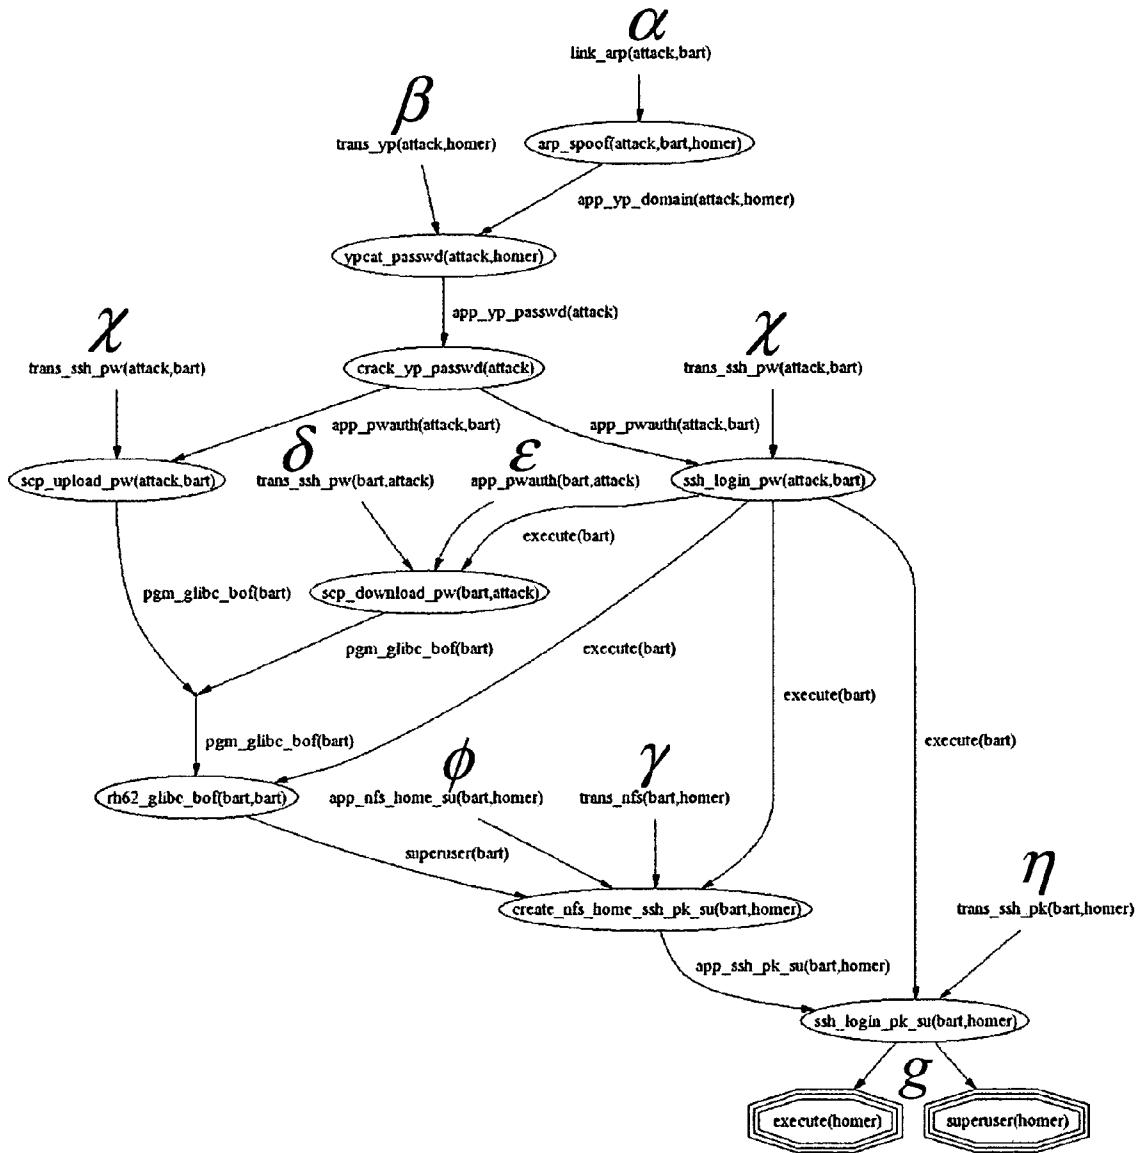 α
link_arp(attack,bart)
β
trans_yp(attack,homer)
arp_spoof(attack,bart,homer)
app_yp_domain(attack,homer)
ypcat_passwd(attack,homer)
app_yp_passwd(attack)
χ
trans_ssh_pw(attack,bart)
crack_yp_passwd(attack)
χ
trans_ssh_pw(attack,bart)
app_pwauth(attack,bart)
app_pwauth(attack,bart)
δ
trans_ssh_pw(bart,attack)
ε
app_pwauth(bart,attack)
scp_upload_pw(attack,bart)
ssh_login_pw(attack,bart)
execute(bart)
pgm_glibc_bof(bart)
scp_download_pw(bart,attack)
pgm_glibc_bof(bart)
execute(bart)
execute(bart)
pgm_glibc_bof(bart)
execute(bart)
ϕ
app_nfs_home_su(bart,homer)
γ
trans_nfs(bart,homer)
rh62_glibc_bof(bart,bart)
superuser(bart)
η
trans_ssh_pk(bart,homer)
create_nfs_home_ssh_pk_su(bart,homer)
app_ssh_pk_su(bart,homer)
ssh_login_pk_su(bart,homer)
g
execute(homer)
superuser(homer)